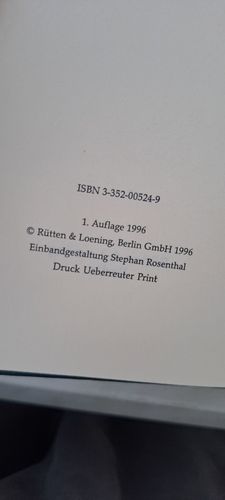 ISBN 3-352-00524-9
1. Auflage 1996
© Rütten & Loening, Berlin GmbH 1996
Einbandgestaltung Stephan Rosenthal
Druck Ueberreuter Print